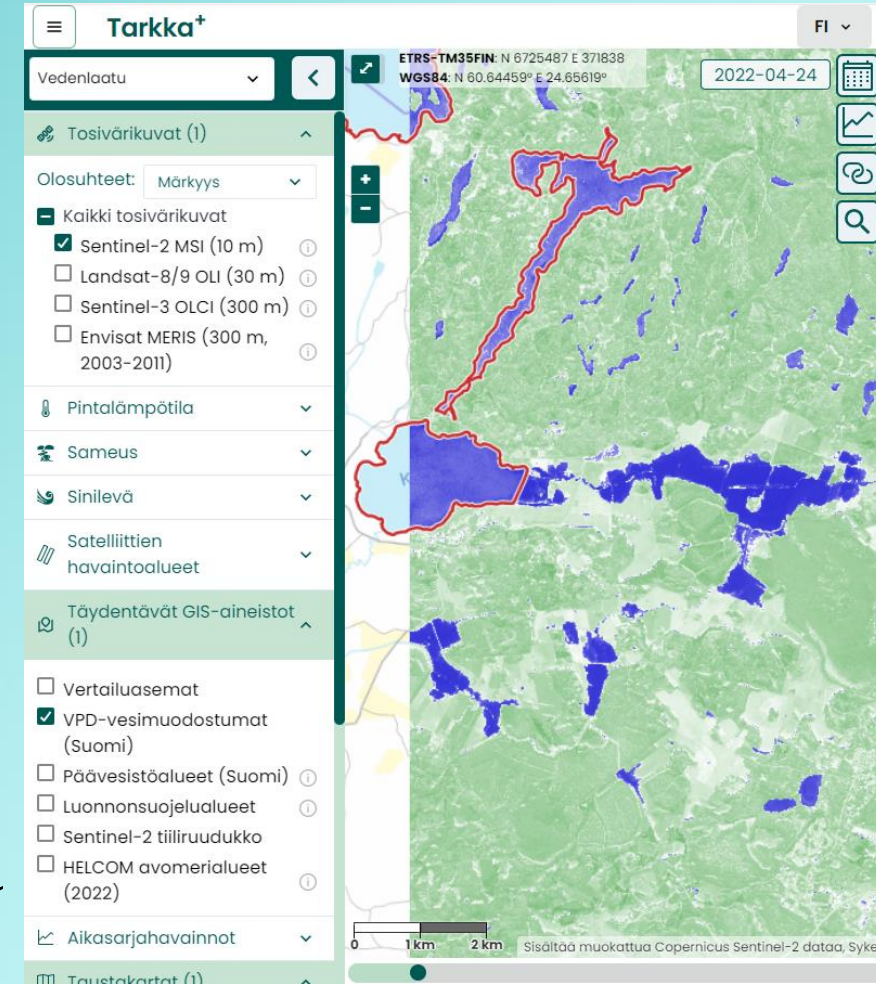 Tarkka+
FI
Vedenlaatu
Tosivärikuvat (1)
Olosuhteet: Märkyys
Kaikki tosivärikuvat
Sentinel-2 MSI (10 m)
Landsat-8/9 OLI (30 m)
Sentinel-3 OLCI (300 m)
Envisat MERIS (300 m,
2003-2011)
Pintalämpötila
Sameus
Sinilevä
Satelliittien
havaintoalueet
Täydentävät GIS-aineistot
(1)
Vertailuasemat
VPD-vesimuodostumat
(Suomi)
Päävesistöalueet (Suomi)
Luonnonsuojelualueet
Sentinel-2 tiiliruudukko
HELCOM avomerialueet
(2022)
Aikasarjahavainnot
Taustakartat (1)
ETRS-TM35FIN: N 6725487 E 371838
WGS84: N 60.64459° E 24.65619°
2022-04-24
+
−
K
0 1 km 2 km
Sisältää muokattua Copernicus Sentinel-2 dataa, Syke